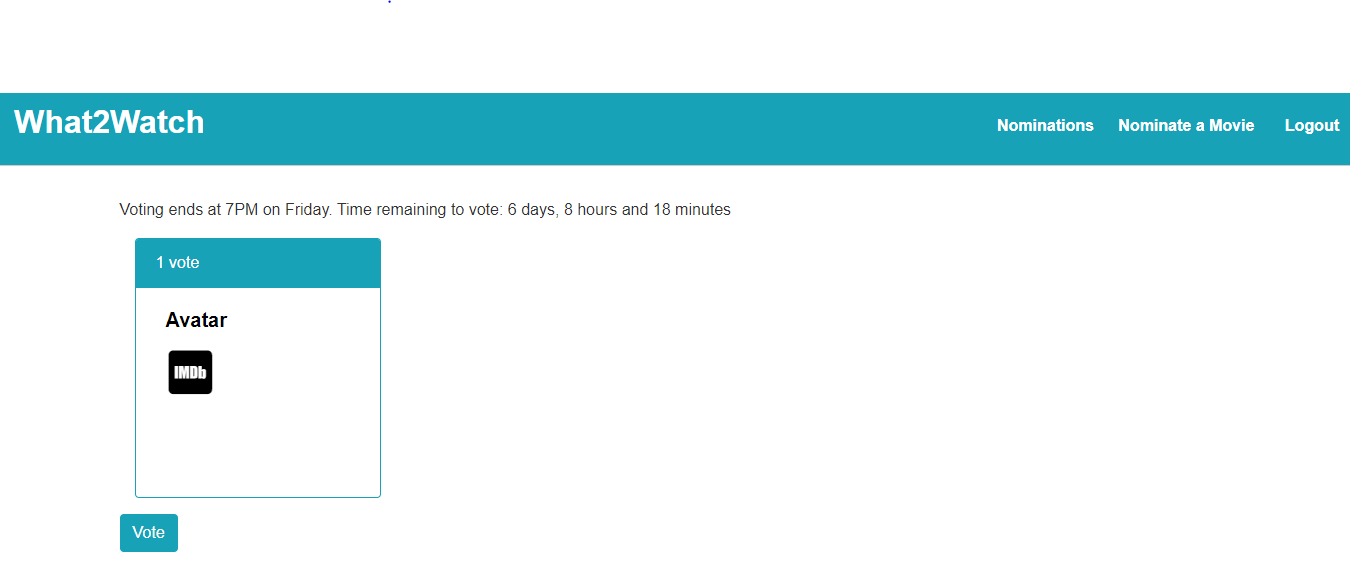 What2Watch
Nominations Nominate a Movie Logout
Voting ends at 7PM on Friday. Time remaining to vote: 6 days, 8 hours and 18 minutes
1 vote
Avatar
IMDb
Vote